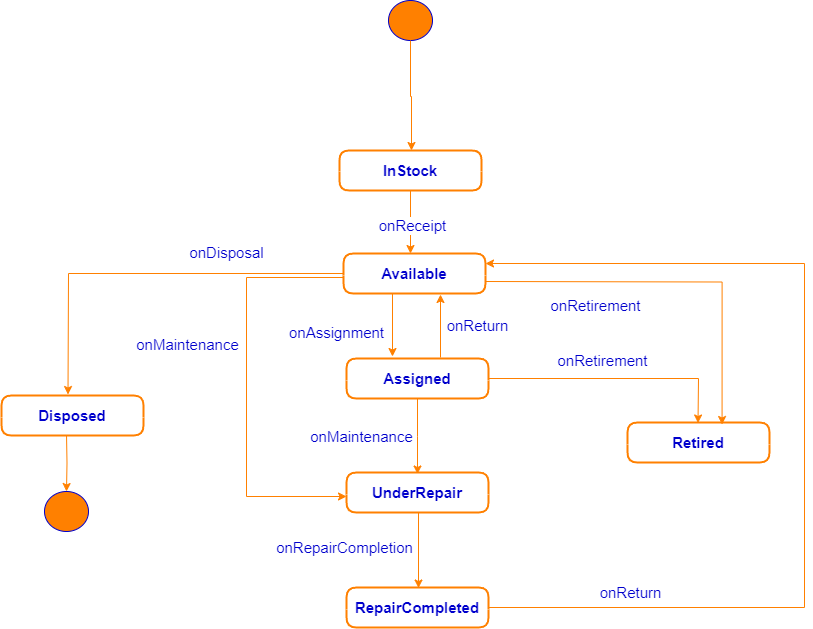 InStock
onReceipt
onDisposal
Available
onRetirement
onReturn
onAssignment
onMaintenance
onRetirement
Assigned
Disposed
onMaintenance
Retired
UnderRepair
onRepairCompletion
onReturn
RepairCompleted